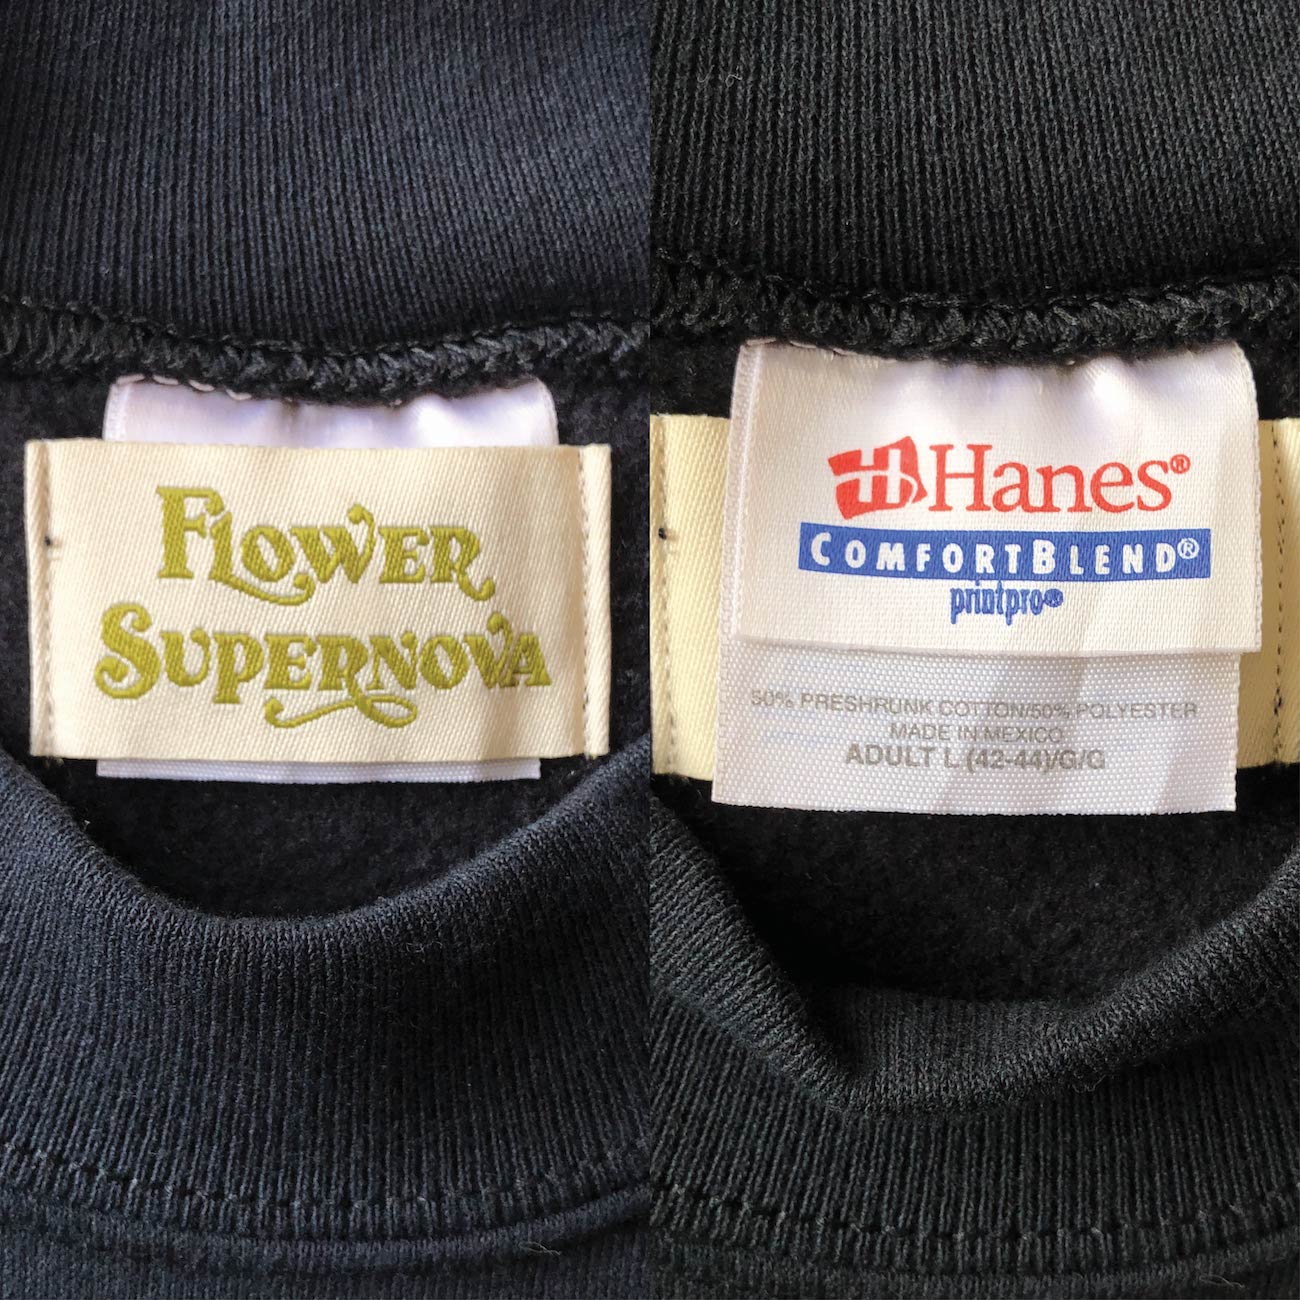 FLOWER
SUPERNOVA
Hanes®
COMFORTBLEND®
printpro®
50% PRESHRUNK COTTON/50% POLYESTER
MADE IN MEXICO
ADULT L (42-44)/G/G